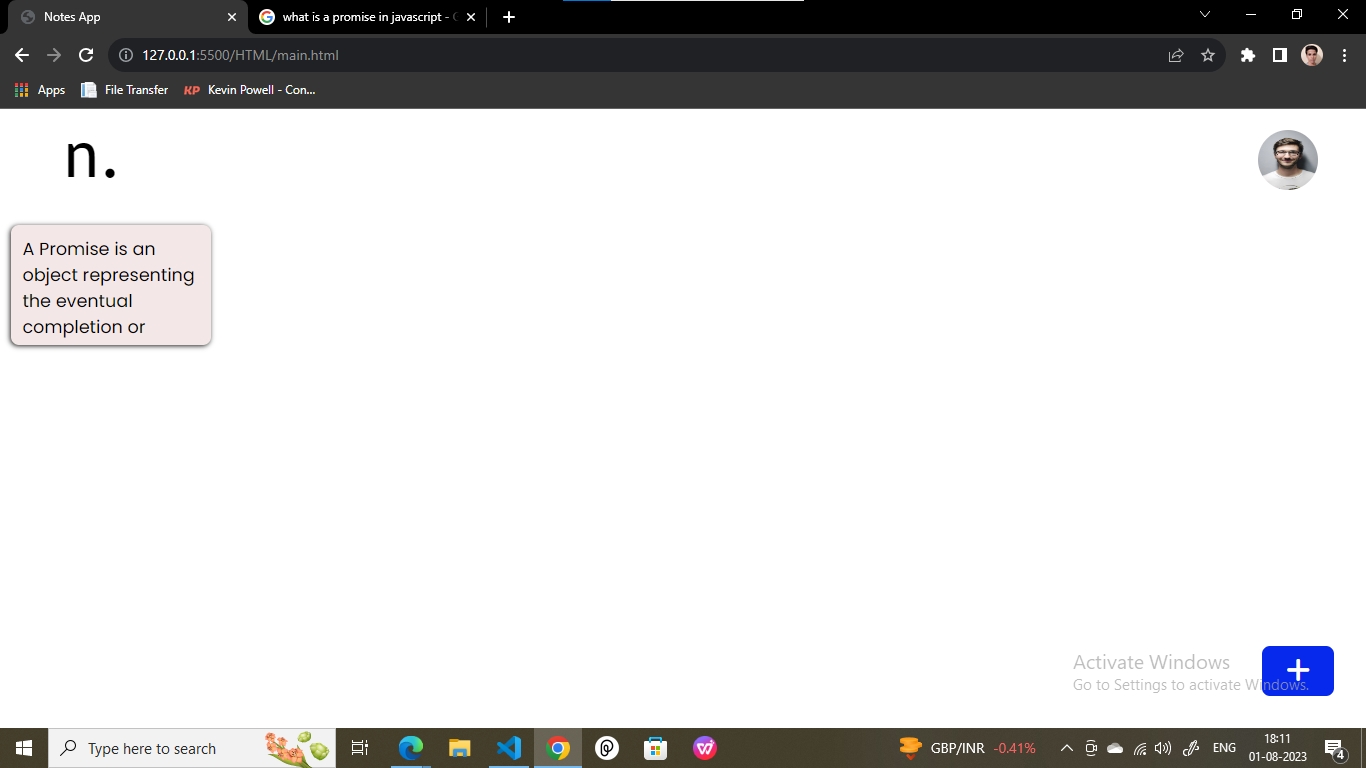 Notes App
what is a promise in javascript -
127.0.0.1:5500/HTML/main.html
Apps
File Transfer
KP
Kevin Powell - Con...
n.
A Promise is an
object representing
the eventual
completion or
Activate Windows
Go to Settings to activate Windows.
Type here to search
GBP/INR -0.41%
ENG
18:11
01-08-2023
4